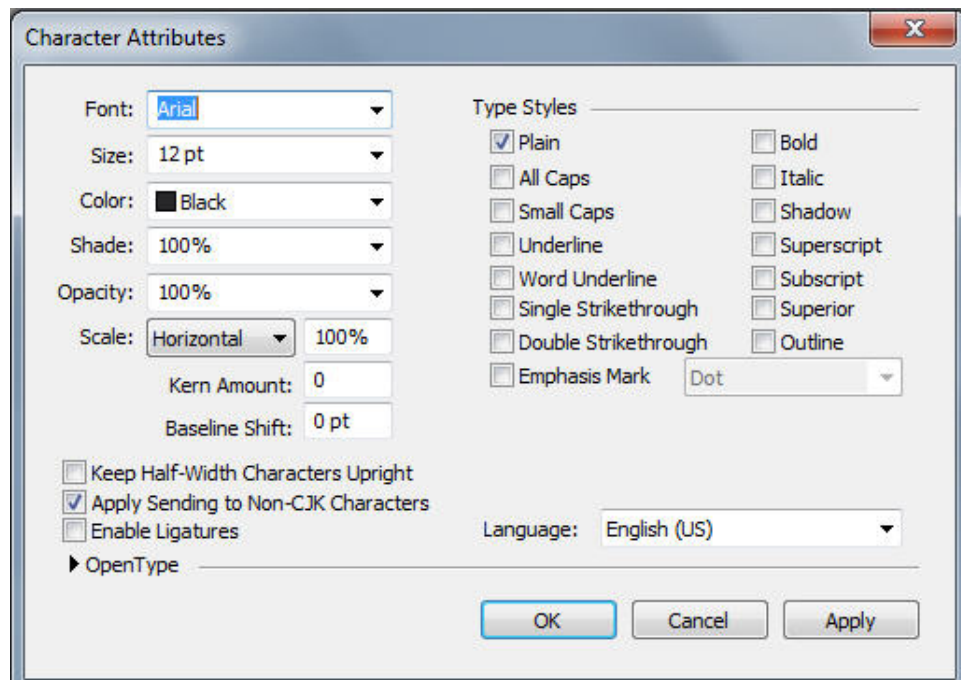 Character Attributes
Font: Arial
Size: 12 pt
Color: Black
Shade: 100%
Opacity: 100%
Scale: Horizontal 100%
Kern Amount: 0
Baseline Shift: 0 pt
Keep Half-Width Characters Upright
Apply Sending to Non-CJK Characters
Enable Ligatures
OpenType
Type Styles
Plain Bold
All Caps Italic
Small Caps Shadow
Underline Superscript
Word Underline Subscript
Single Strikethrough Superior
Double Strikethrough Outline
Emphasis Mark Dot
Language: English (US)
OK Cancel Apply